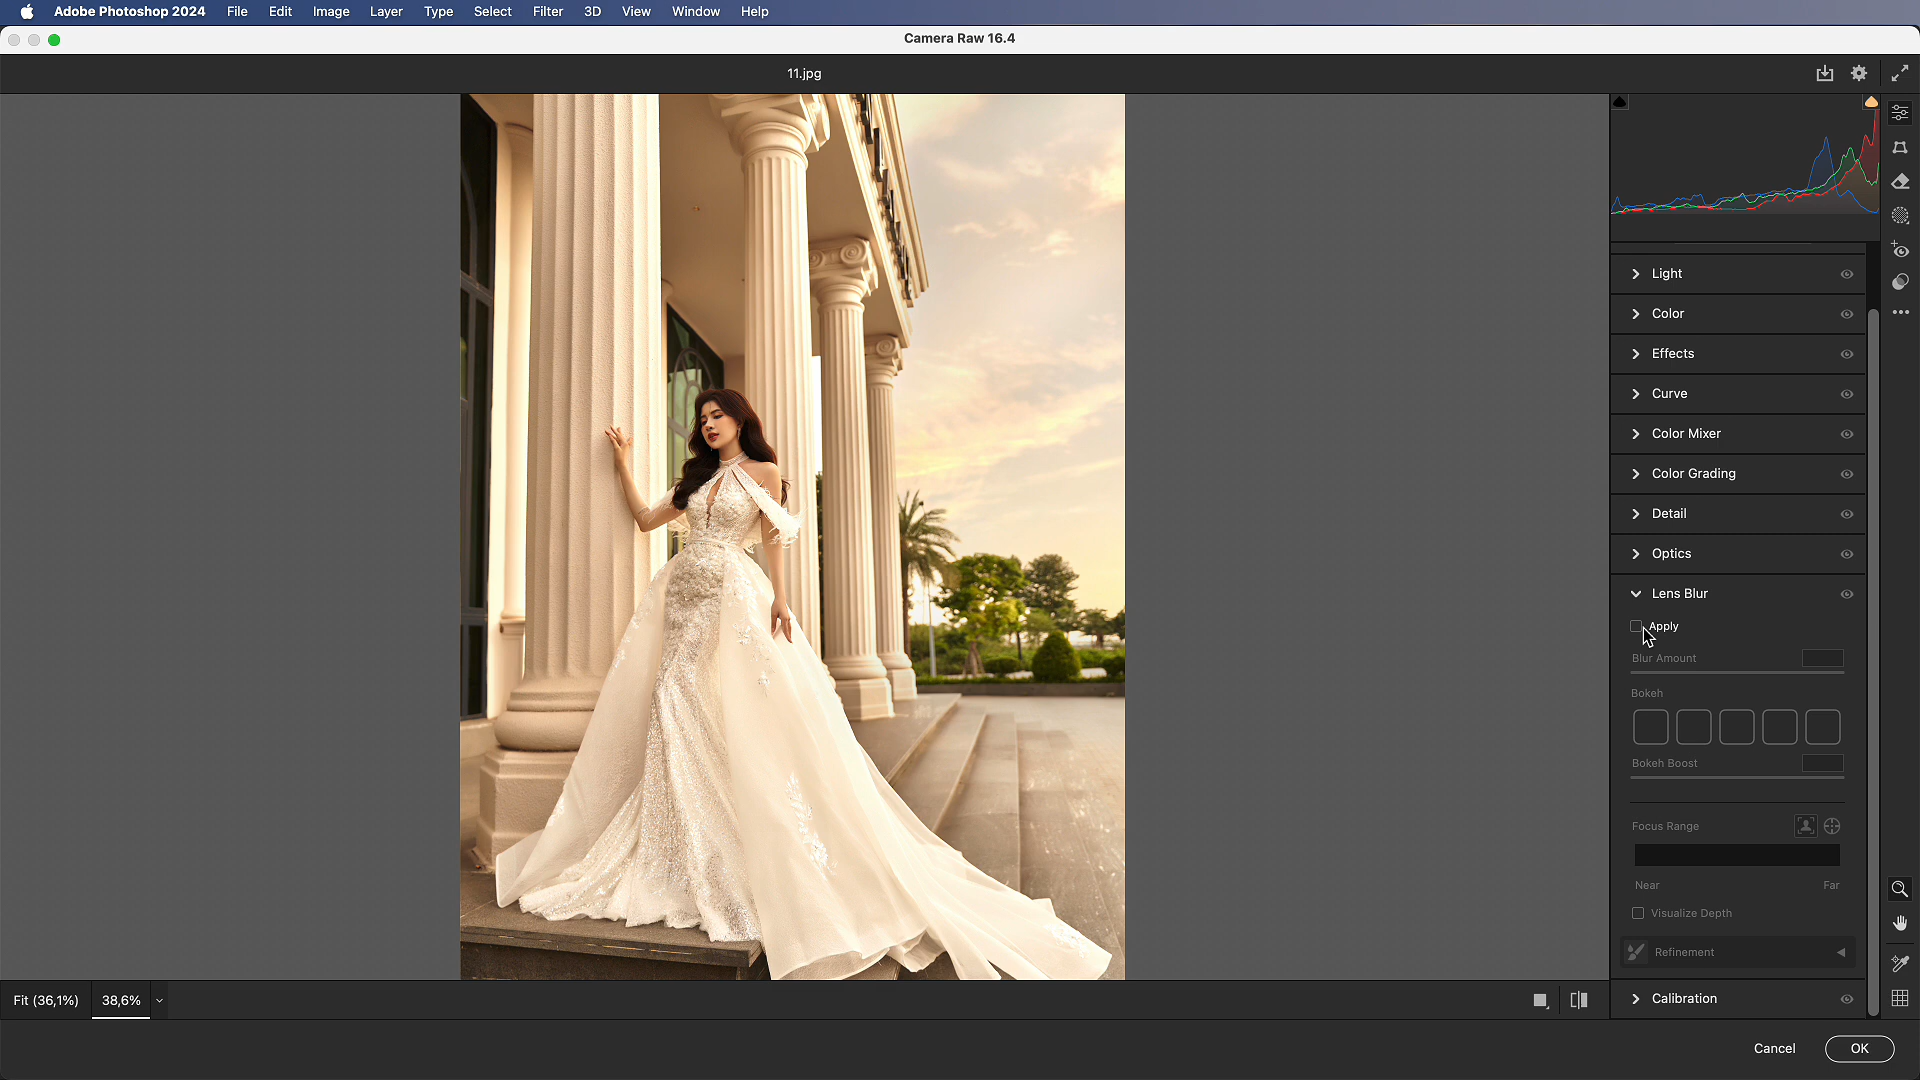 Adobe Photoshop 2024 File Edit Image Layer Type Select Filter 3D View Window Help
Camera Raw 16.4
11.jpg
Light
Color
Effects
Curve
Color Mixer
Color Grading
Detail
Optics
Lens Blur
Apply
Blur Amount
Bokeh
Bokeh Boost
Focus Range
Near Far
Visualize Depth
Refinement
Calibration
Fit (36,1%) 38,6%
Cancel OK